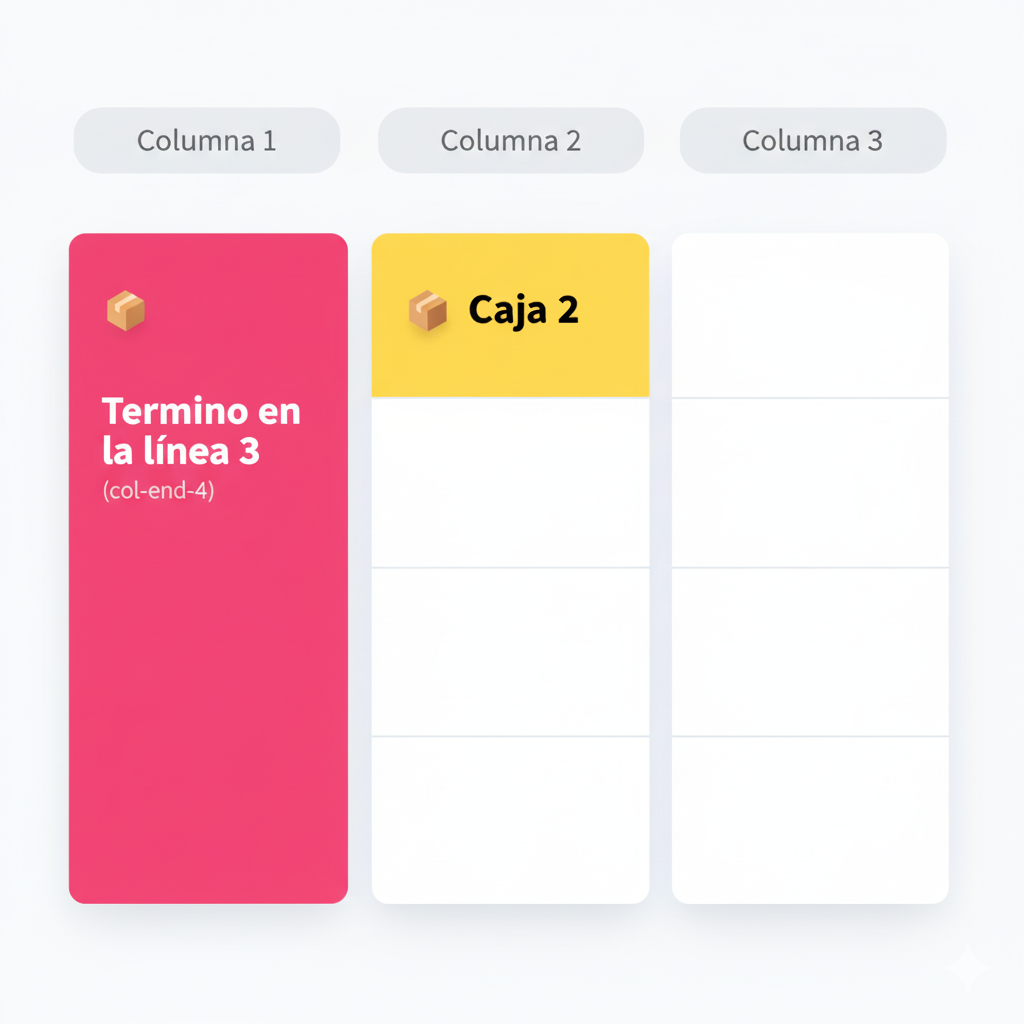 Columna 1
Columna 2
Columna 3
Termino en
la línea 3
(col-end-4)
Caja 2